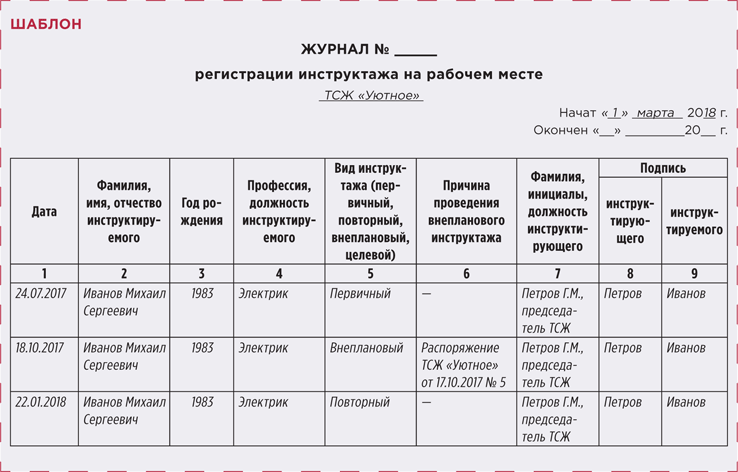 ШАБЛОН
ЖУРНАЛ № _____
регистрации инструктажа на рабочем месте
ТСЖ «Уютное»
Начат «1» марта 2018 г.
Окончен «__» ________20__ г.
Дата
Фамилия,
имя, отчество
инструктиру-
емого
Год ро-
ждения
Профессия,
должность
инструктиру-
емого
Вид инструк-
тажа (пер-
вичный,
повторный,
внеплановый,
целевой)
Причина
проведения
внепланового
инструктажа
Фамилия,
инициалы,
должность
инструкти-
рующего
Подпись
инструк-
тирую-
щего
инструк-
тируемого
1 2 3 4 5 6 7 8 9
24.07.2017
Иванов Михаил
Сергеевич
1983
Электрик
Первичный
—
Петров Г.М.,
председа-
тель ТСЖ
Петров
Иванов
18.10.2017
Иванов Михаил
Сергеевич
1983
Электрик
Внеплановый
Распоряжение
ТСЖ «Уютное»
от 17.10.2017 № 5
Петров Г.М.,
председа-
тель ТСЖ
Петров
Иванов
22.01.2018
Иванов Михаил
Сергеевич
1983
Электрик
Повторный
—
Петров Г.М.,
председа-
тель ТСЖ
Петров
Иванов